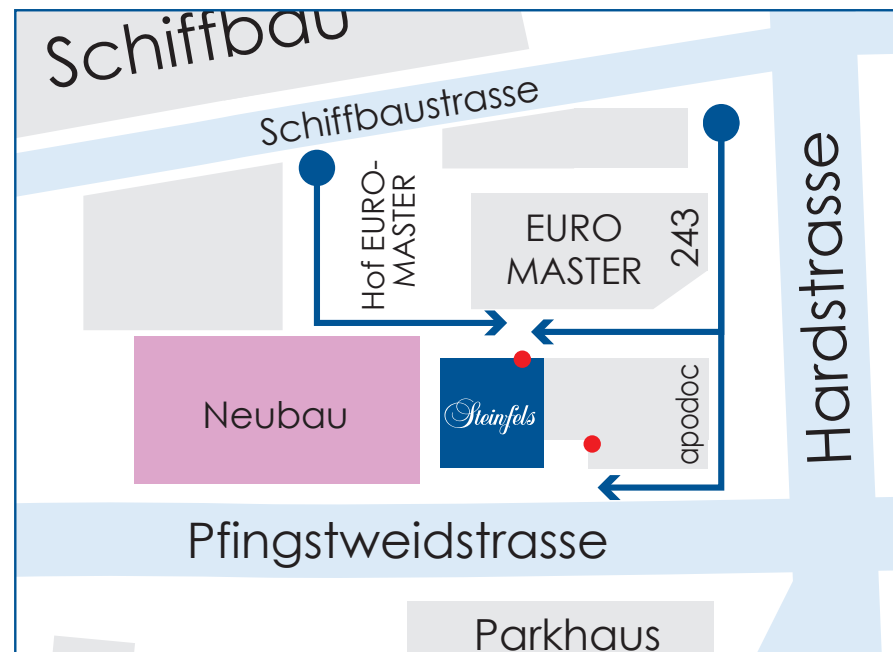 Schiffbau
Schiffbaustrasse
Hof EURO-
MASTER
EURO
MASTER
243
Hardstrasse
Neubau
Steinfels
apodoc
Pfingstweidstrasse
Parkhaus